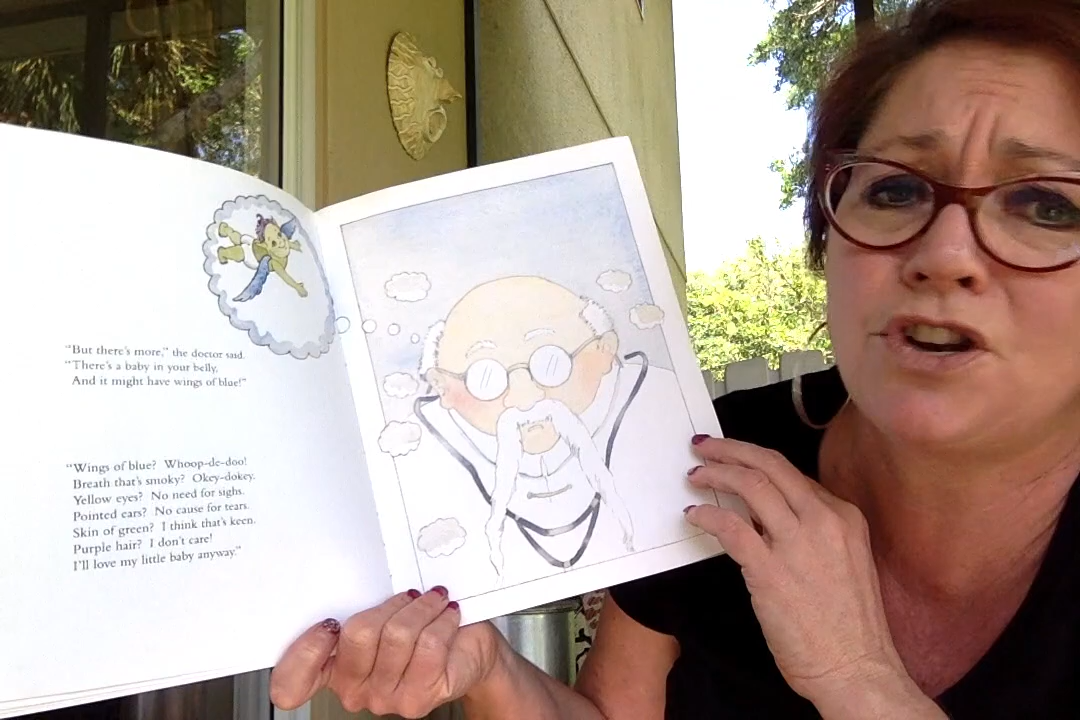 "But there's more," the doctor said.
"There's a baby in your belly,
And it might have wings of blue!"
"Wings of blue? Whoop-de-doo!
Breath that's smoky? Okey-dokey.
Yellow eyes? No need for sighs.
Pointed ears? No cause for tears.
Skin of green? I think that's keen.
Purple hair? I don't care!
I'll love my little baby anyway."